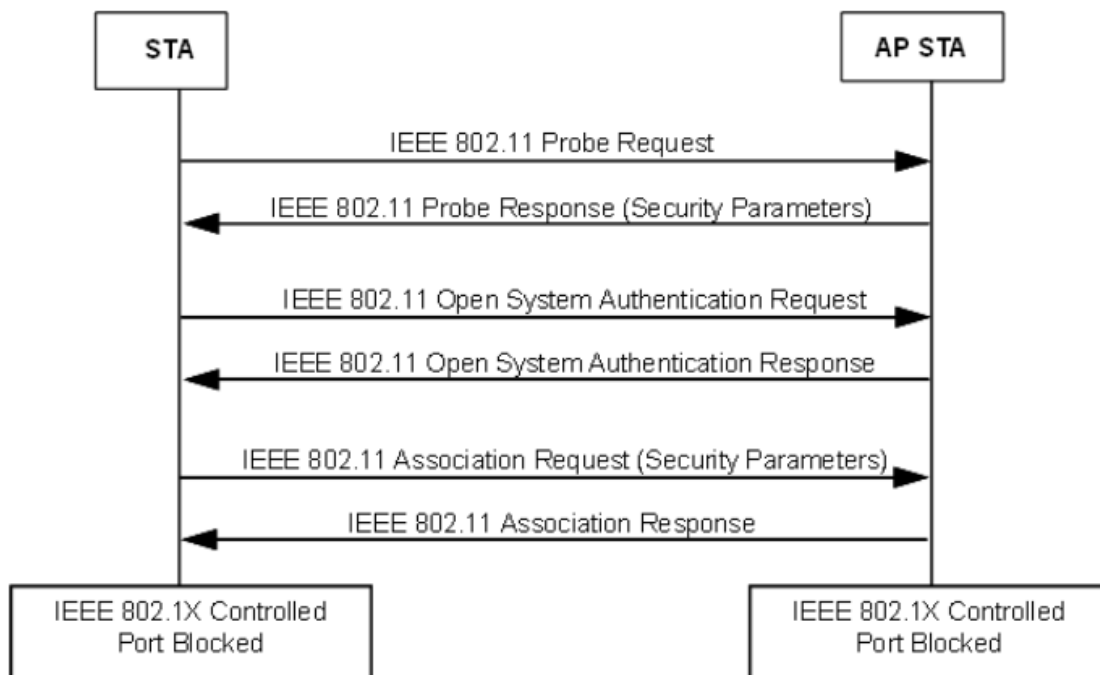 STA
AP STA
IEEE 802.11 Probe Request
IEEE 802.11 Probe Response (Security Parameters)
IEEE 802.11 Open System Authentication Request
IEEE 802.11 Open System Authentication Response
IEEE 802.11 Association Request (Security Parameters)
IEEE 802.11 Association Response
IEEE 802.1X Controlled
Port Blocked
IEEE 802.1X Controlled
Port Blocked